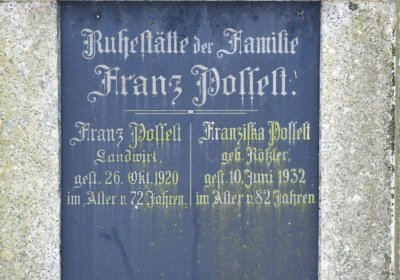 Ruhestätte der Familie
Franz Posselt.
Franz Posselt
Landwirt,
gest. 26. Okt. 1920
im Alter v. 72 Jahren.
Franziska Posselt
geb. Rößler,
gest. 10. Juni 1932
im Alter v. 82 Jahren.